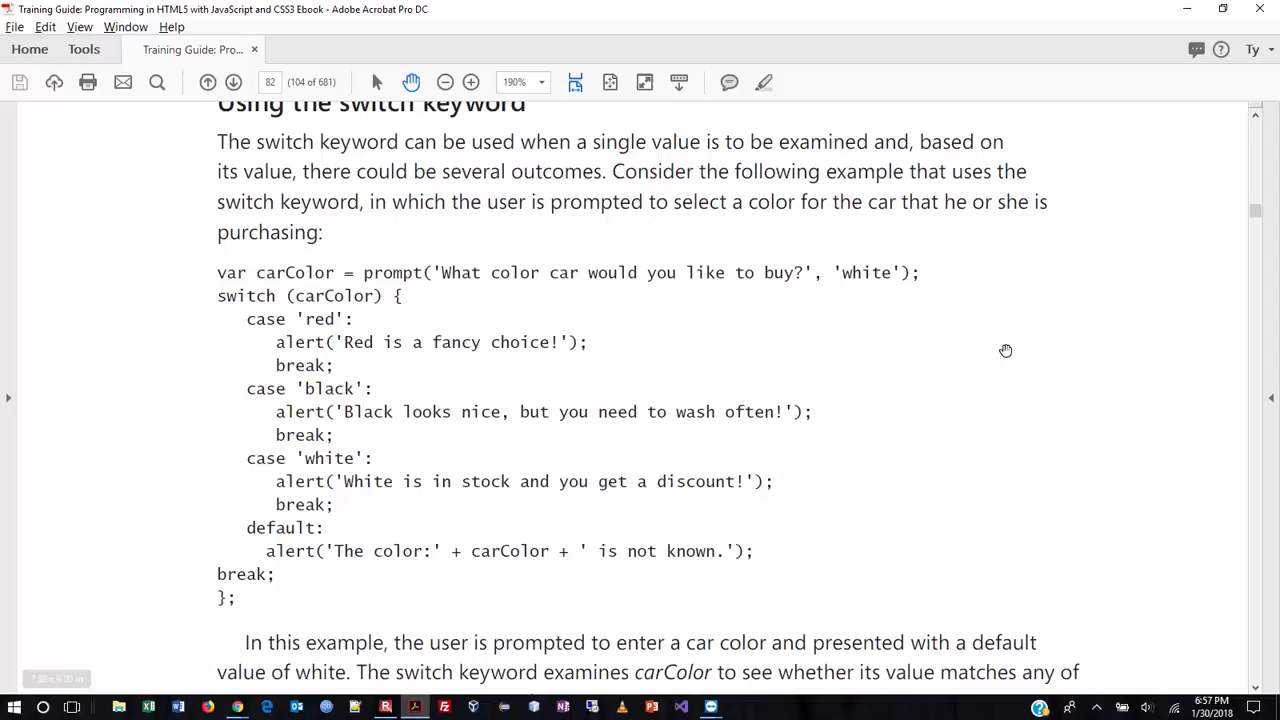 Training Guide: Programming in HTML5 with JavaScript and CSS3 Ebook - Adobe Acrobat Pro DC
File Edit View Window Help
Home Tools Training Guide: Pro... × Ty
82 (104 of 681) 190%
Using the switch keyword
The switch keyword can be used when a single value is to be examined and, based on
its value, there could be several outcomes. Consider the following example that uses the
switch keyword, in which the user is prompted to select a color for the car that he or she is
purchasing:
var carColor = prompt('What color car would you like to buy?', 'white');
switch (carColor) {
case 'red':
alert('Red is a fancy choice!');
break;
case 'black':
alert('Black looks nice, but you need to wash often!');
break;
case 'white':
alert('White is in stock and you get a discount!');
break;
default:
alert('The color:' + carColor + ' is not known.');
break;
};
In this example, the user is prompted to enter a car color and presented with a default
value of white. The switch keyword examines carColor to see whether its value matches any of
7.38 x 9.00 in
6:57 PM
1/30/2018